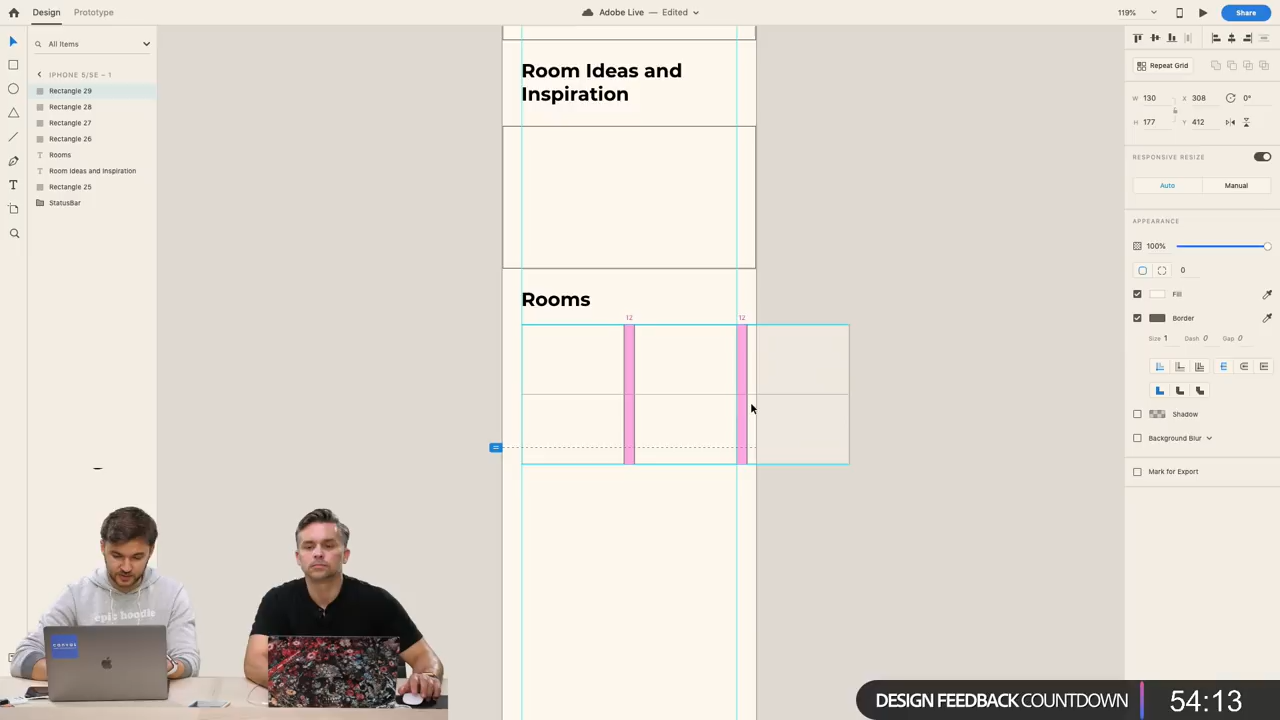 Design
Prototype
Adobe Live — Edited
119%
Share
All Items
IPHONE 5/SE – 1
Rectangle 29
Rectangle 28
Rectangle 27
Rectangle 26
Rooms
Room Ideas and Inspiration
Rectangle 25
StatusBar
Room Ideas and
Inspiration
Rooms
12
12
Repeat Grid
W 130 X 308 0°
H 177 Y 412
RESPONSIVE RESIZE
Auto
Manual
APPEARANCE
100%
0
Fill
Border
Size 1 Dash 0 Gap 0
Shadow
Background Blur
Mark for Export
epic hoodie
canvas
DESIGN FEEDBACK COUNTDOWN
54:13